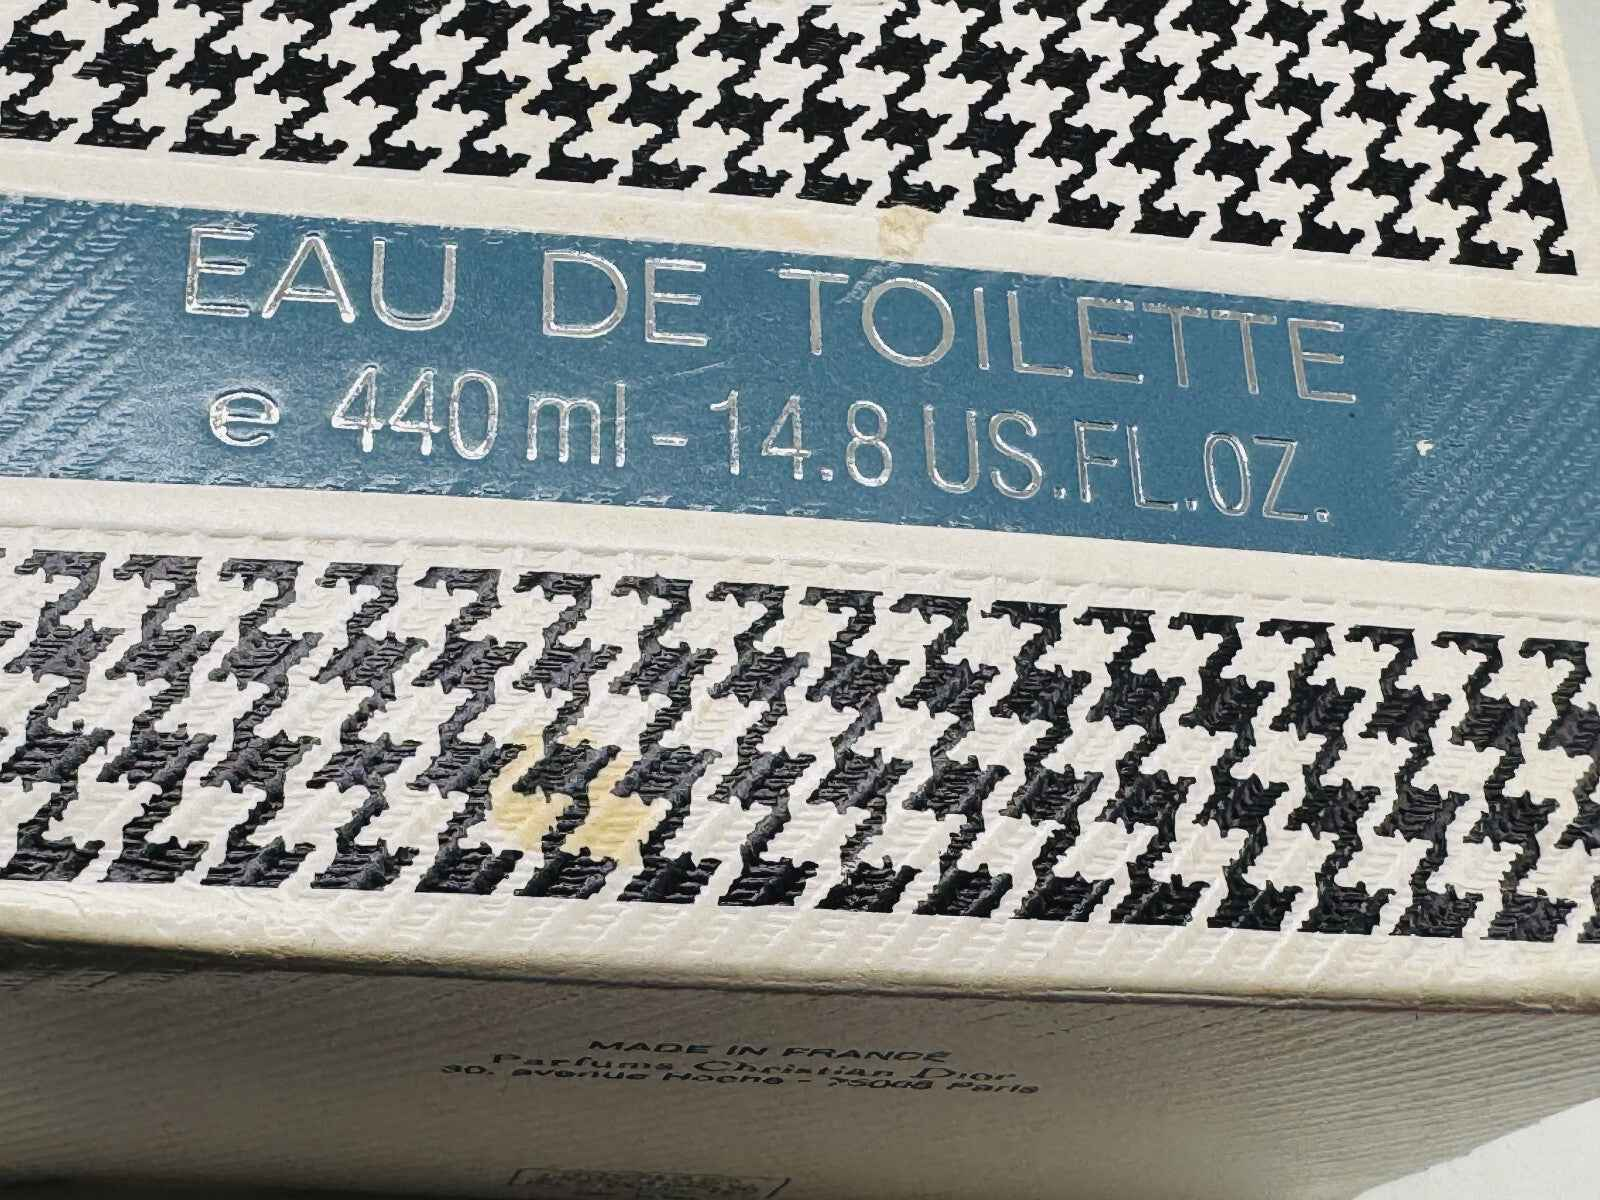 EAU DE TOILETTE
e 440 ml - 14.8 US.FL.OZ.
MADE IN FRANCE
Parfums Christian Dior
30, avenue Hoche - 75008 Paris